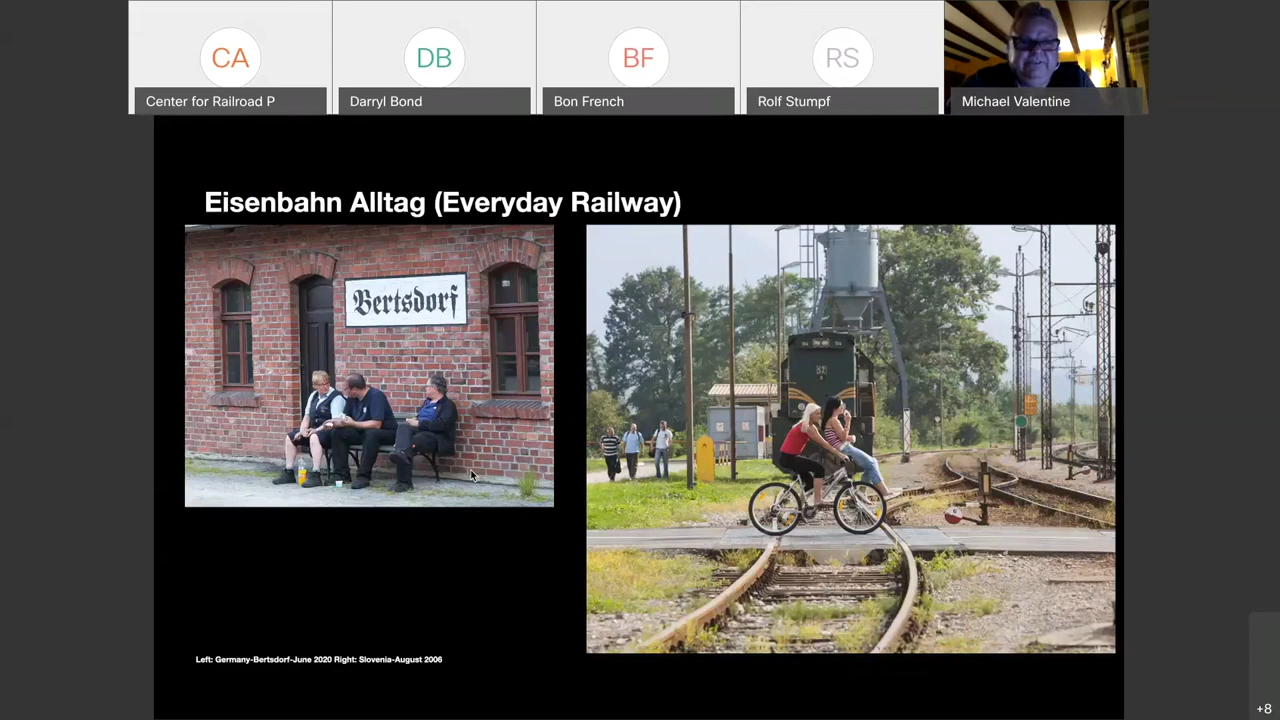 CA
DB
BF
RS
Center for Railroad P
Darryl Bond
Bon French
Rolf Stumpf
Michael Valentine
Eisenbahn Alltag (Everyday Railway)
Bertsdorf
Left: Germany-Bertsdorf-June 2020 Right: Slovenia-August 2006
+8